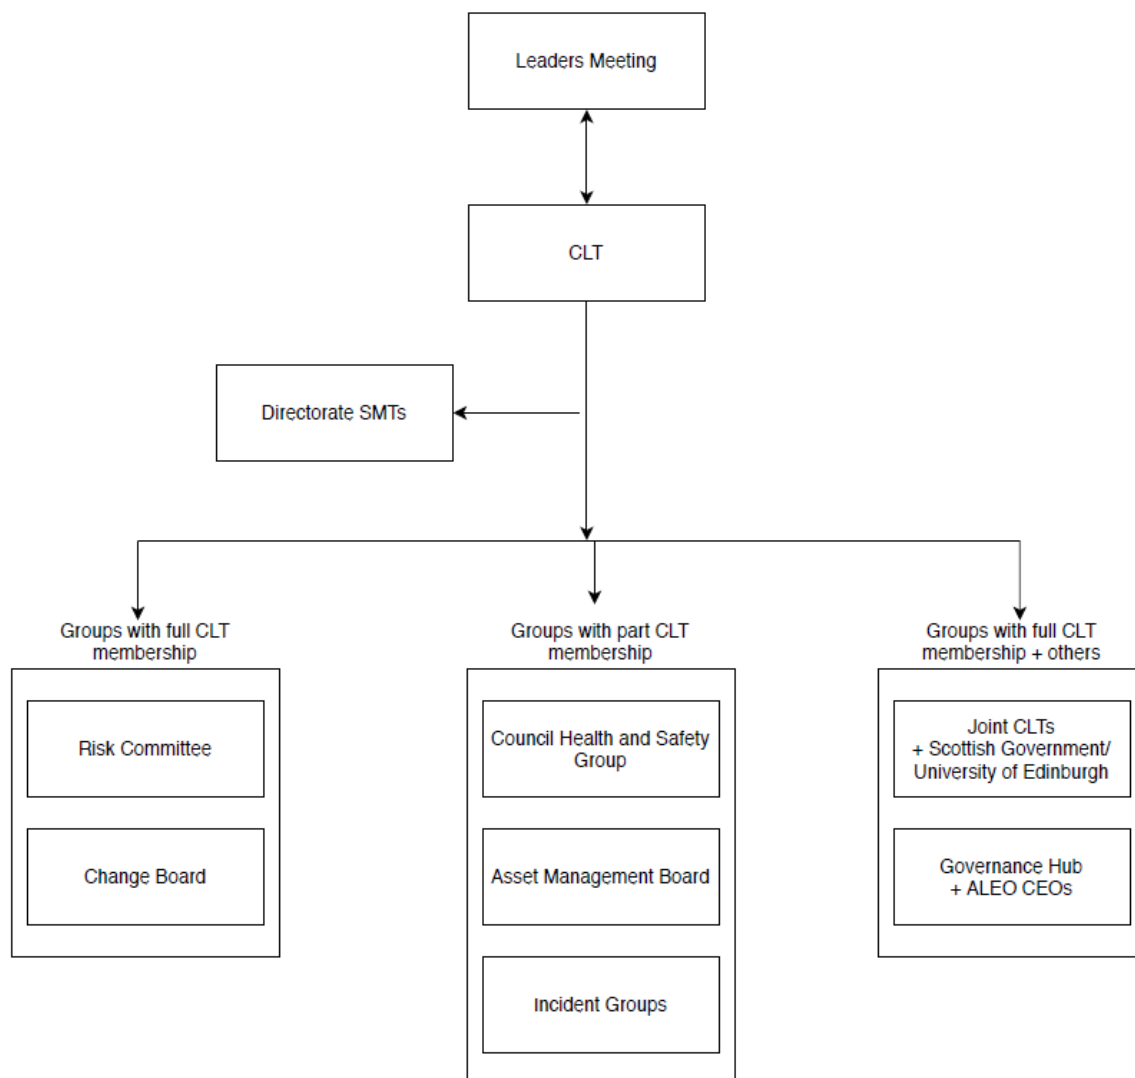 Leaders Meeting
CLT
Directorate SMTs
Groups with full CLT
membership
Risk Committee
Change Board
Groups with part CLT
membership
Council Health and Safety
Group
Asset Management Board
Incident Groups
Groups with full CLT
membership + others
Joint CLTs
+ Scottish Government/
University of Edinburgh
Governance Hub
+ ALEO CEOs